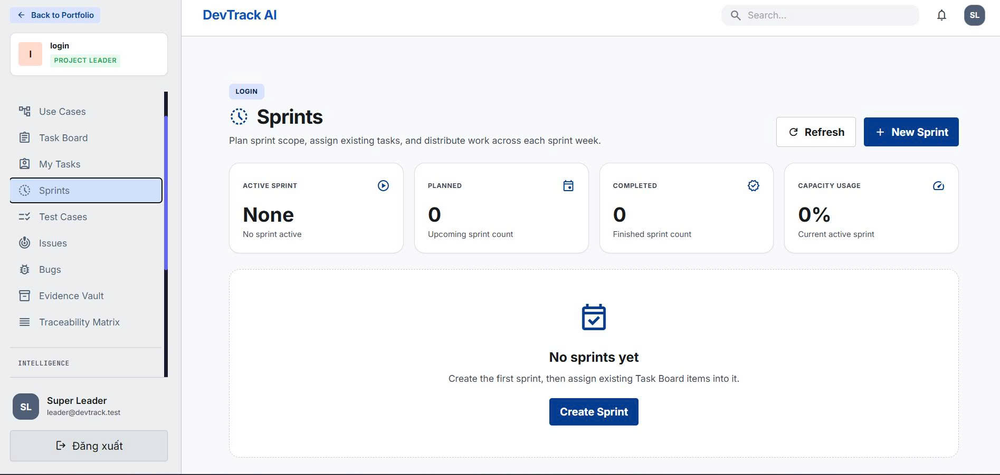 Back to Portfolio
l
login
PROJECT LEADER
Use Cases
Task Board
My Tasks
Sprints
Test Cases
Issues
Bugs
Evidence Vault
Traceability Matrix
INTELLIGENCE
SL
Super Leader
leader@devtrack.test
Đăng xuất
DevTrack AI
Search...
SL
LOGIN
Sprints
Plan sprint scope, assign existing tasks, and distribute work across each sprint week.
Refresh
New Sprint
ACTIVE SPRINT
None
No sprint active
PLANNED
0
Upcoming sprint count
COMPLETED
0
Finished sprint count
CAPACITY USAGE
0%
Current active sprint
No sprints yet
Create the first sprint, then assign existing Task Board items into it.
Create Sprint